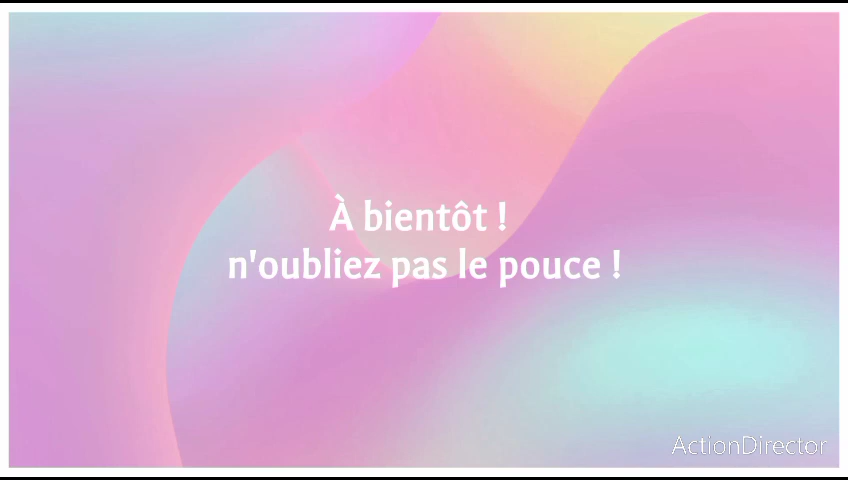 À bientôt !
n'oubliez pas le pouce !
ActionDirector